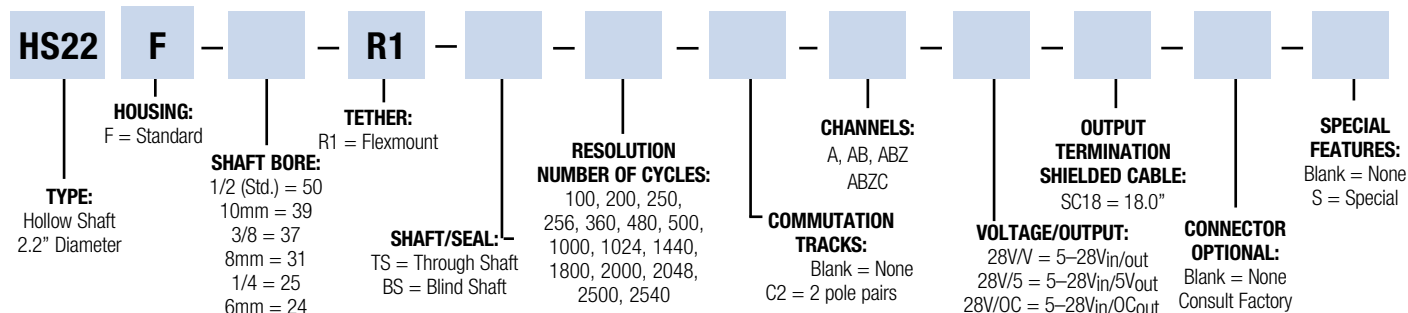 HS22 F – – R1 – – – – – – – –
TYPE:
Hollow Shaft
2.2" Diameter
HOUSING:
F = Standard
SHAFT BORE:
1/2 (Std.) = 50
10mm = 39
3/8 = 37
8mm = 31
1/4 = 25
6mm = 24
TETHER:
R1 = Flexmount
SHAFT/SEAL:
TS = Through Shaft
BS = Blind Shaft
RESOLUTION
NUMBER OF CYCLES:
100, 200, 250,
256, 360, 480, 500,
1000, 1024, 1440,
1800, 2000, 2048,
2500, 2540
COMMUTATION
TRACKS:
Blank = None
C2 = 2 pole pairs
CHANNELS:
A, AB, ABZ
ABZC
VOLTAGE/OUTPUT:
28V/V = 5–28Vin/out
28V/5 = 5–28Vin/5Vout
28V/OC = 5–28Vin/OCout
OUTPUT
TERMINATION
SHIELDED CABLE:
SC18 = 18.0”
CONNECTOR
OPTIONAL:
Blank = None
Consult Factory
SPECIAL
FEATURES:
Blank = None
S = Special